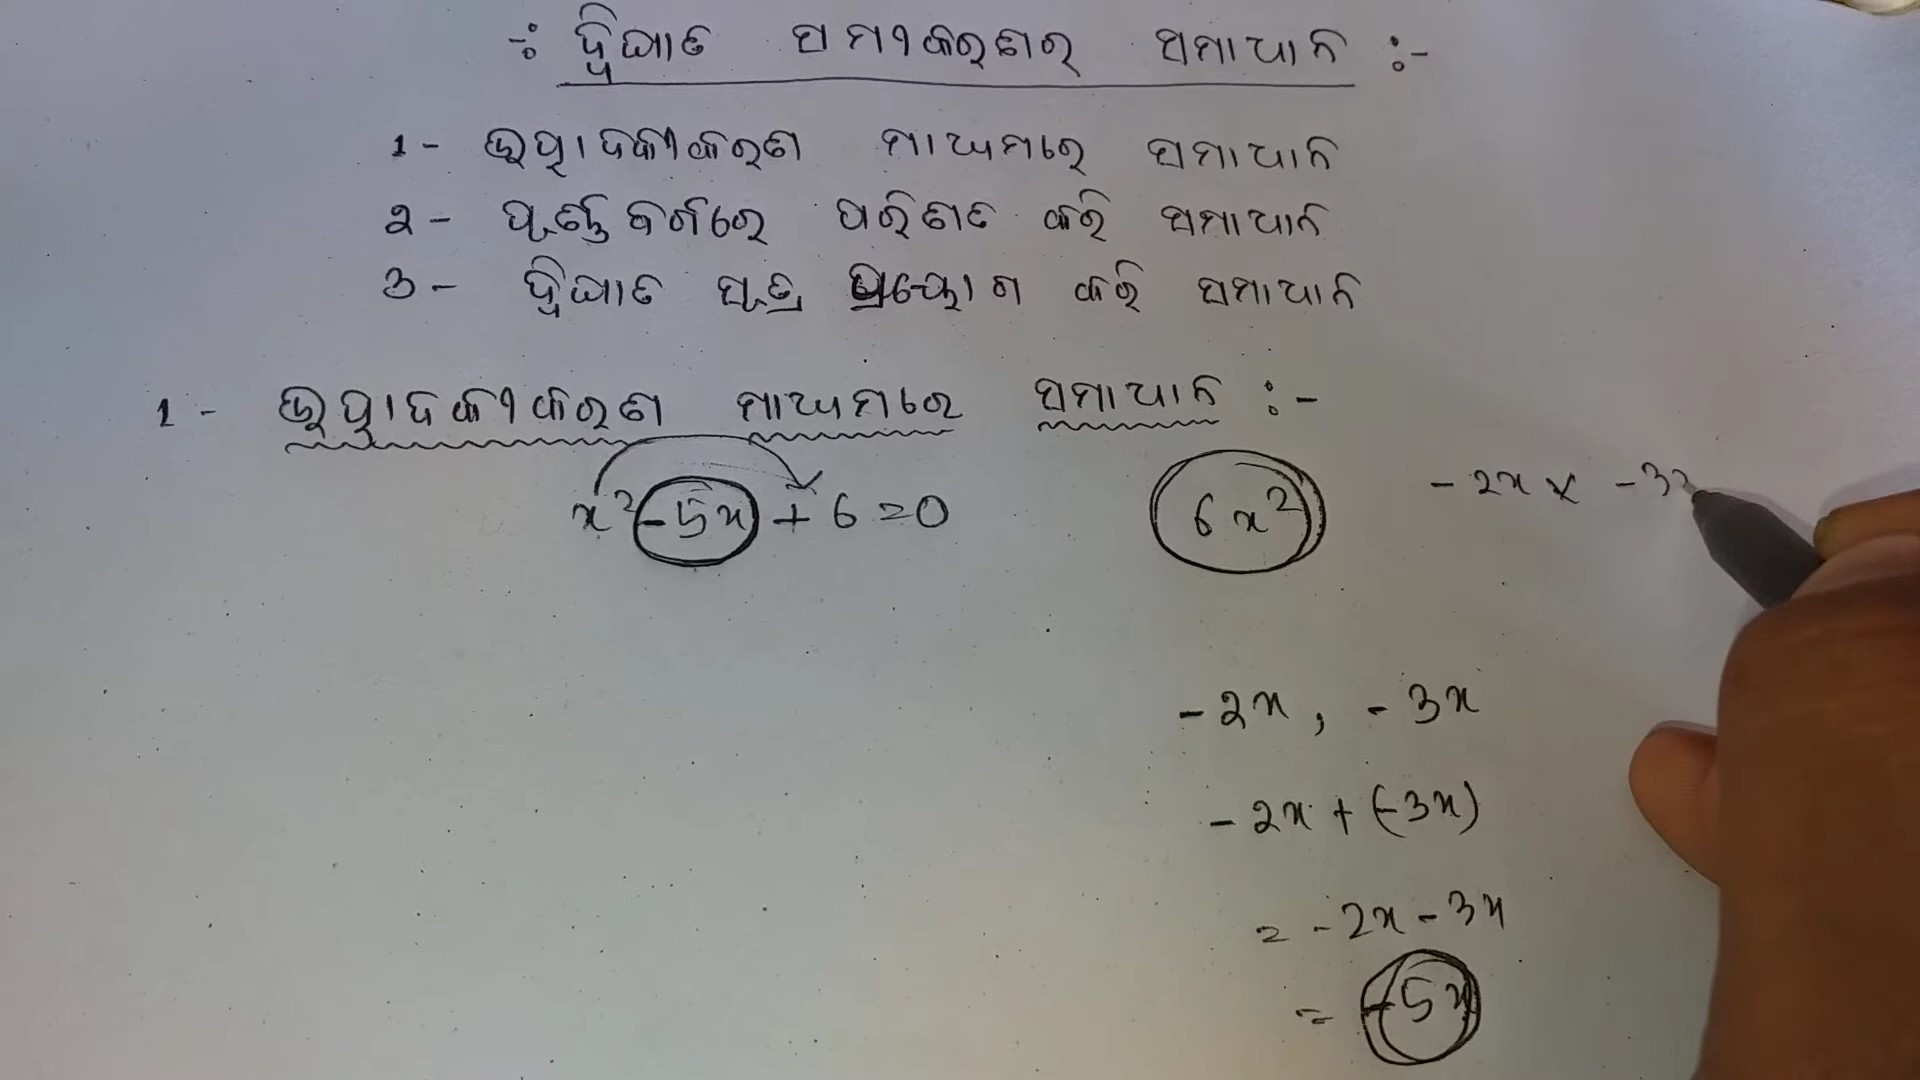 -: ଦ୍ୱିଘାତ ସମୀକରଣର ସମାଧାନ :-
1 - ଉତ୍ପାଦକୀକରଣ ମାଧ୍ୟମରେ ସମାଧାନ
2 - ପୂର୍ଣ୍ଣ ବର୍ଗରେ ପରିଣତ କରି ସମାଧାନ
3 - ଦ୍ୱିଘାତ ସୂତ୍ର ପ୍ରୟୋଗ କରି ସମାଧାନ
1 - ଉତ୍ପାଦକୀକରଣ ମାଧ୍ୟମରେ ସମାଧାନ :-
x² - 5x + 6 = 0
6x²
-2x × -3x
-2x, -3x
-2x + (-3x)
= -2x - 3x
= -5x